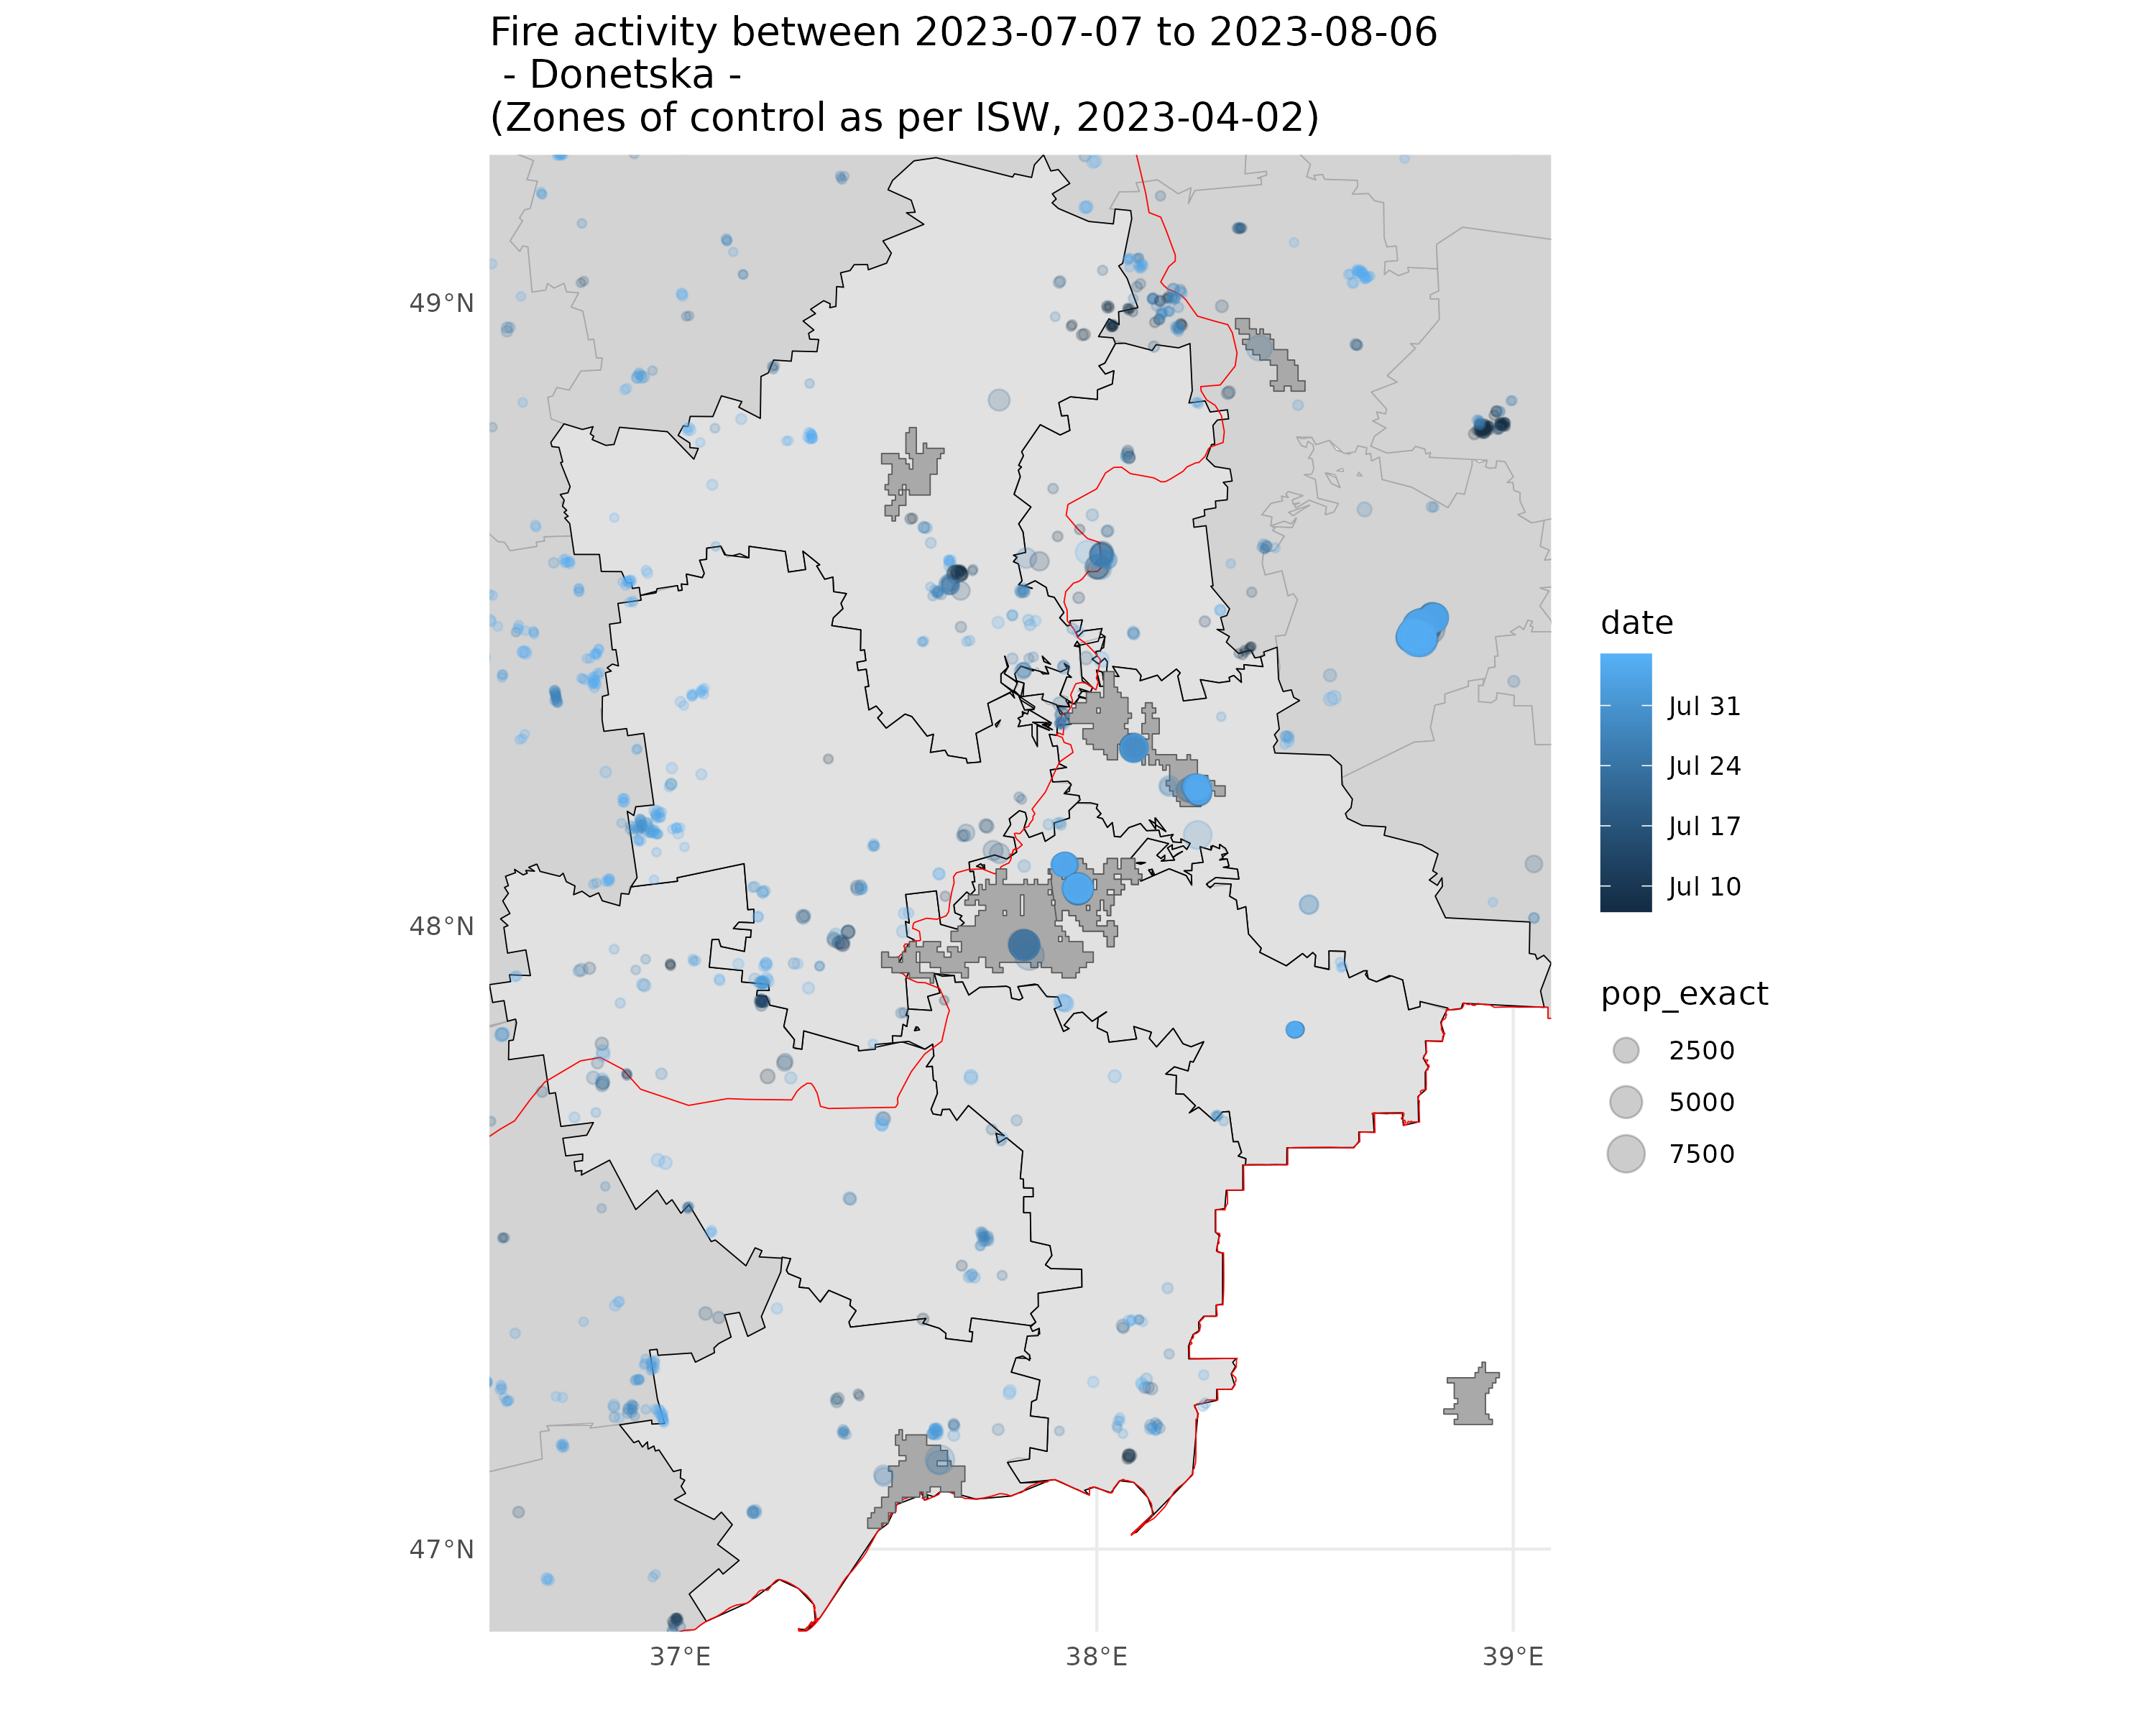 Fire activity between 2023-07-07 to 2023-08-06
- Donetska -
(Zones of control as per ISW, 2023-04-02)
49°N
48°N
47°N
37°E
38°E
39°E
date
Jul 31
Jul 24
Jul 17
Jul 10
pop_exact
2500
5000
7500